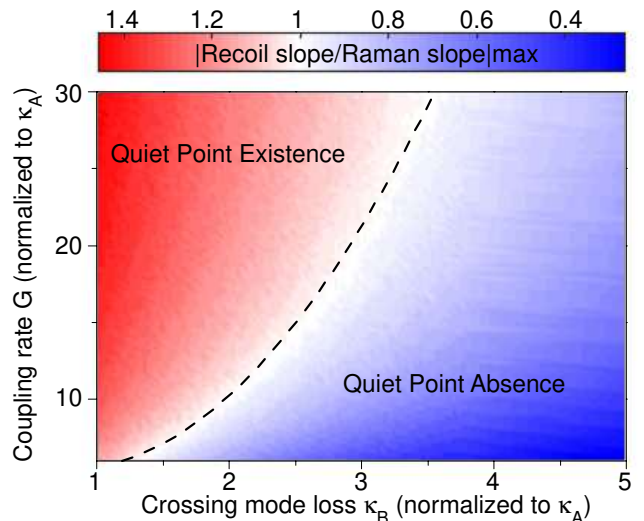 1.4 1.2 1 0.8 0.6 0.4
|Recoil slope/Raman slope|max
30
20
10
Coupling rate G (normalized to κA)
Quiet Point Existence
Quiet Point Absence
1 2 3 4 5
Crossing mode loss κB (normalized to κA)